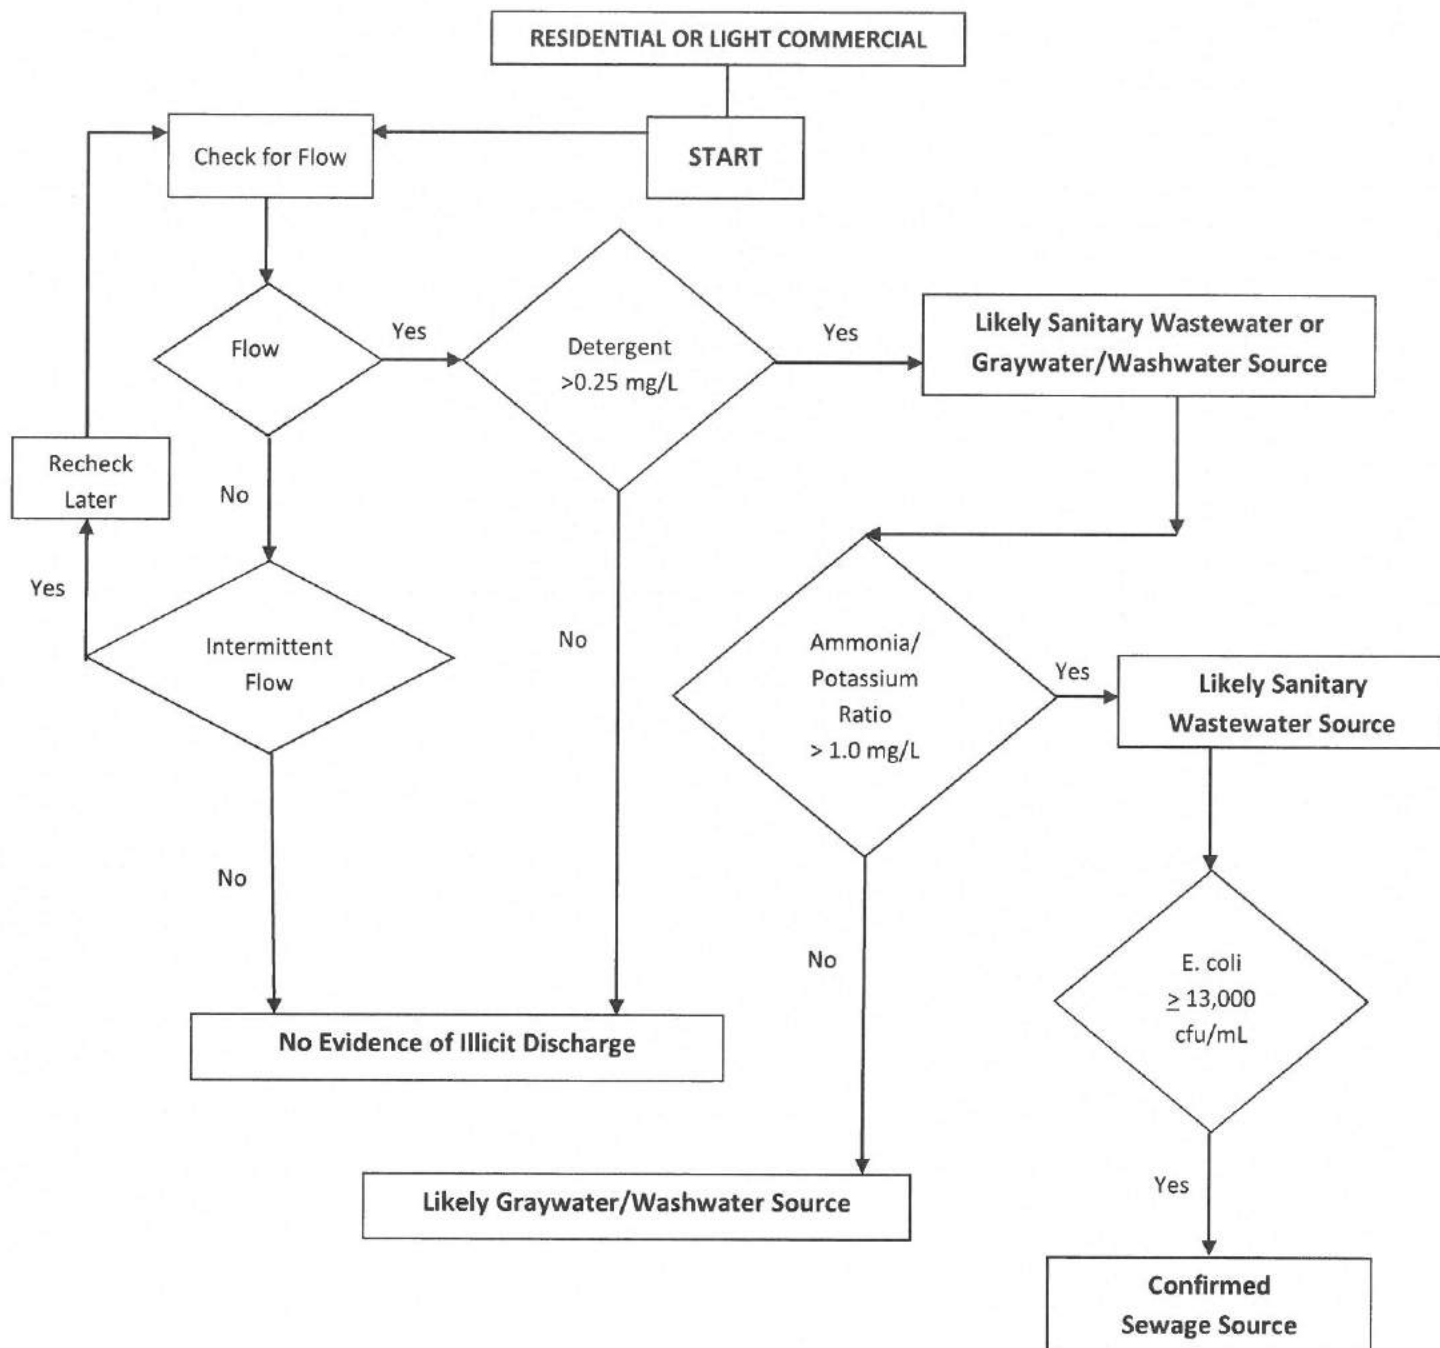 RESIDENTIAL OR LIGHT COMMERCIAL
START
Check for Flow
Flow
Yes
Detergent
>0.25 mg/L
Yes
Likely Sanitary Wastewater or
Graywater/Washwater Source
Recheck
Later
No
Yes
Intermittent
Flow
No
Ammonia/
Potassium
Ratio
> 1.0 mg/L
Yes
Likely Sanitary
Wastewater Source
No
No
E. coli
≥ 13,000
cfu/mL
No Evidence of Illicit Discharge
Yes
Likely Graywater/Washwater Source
Confirmed
Sewage Source